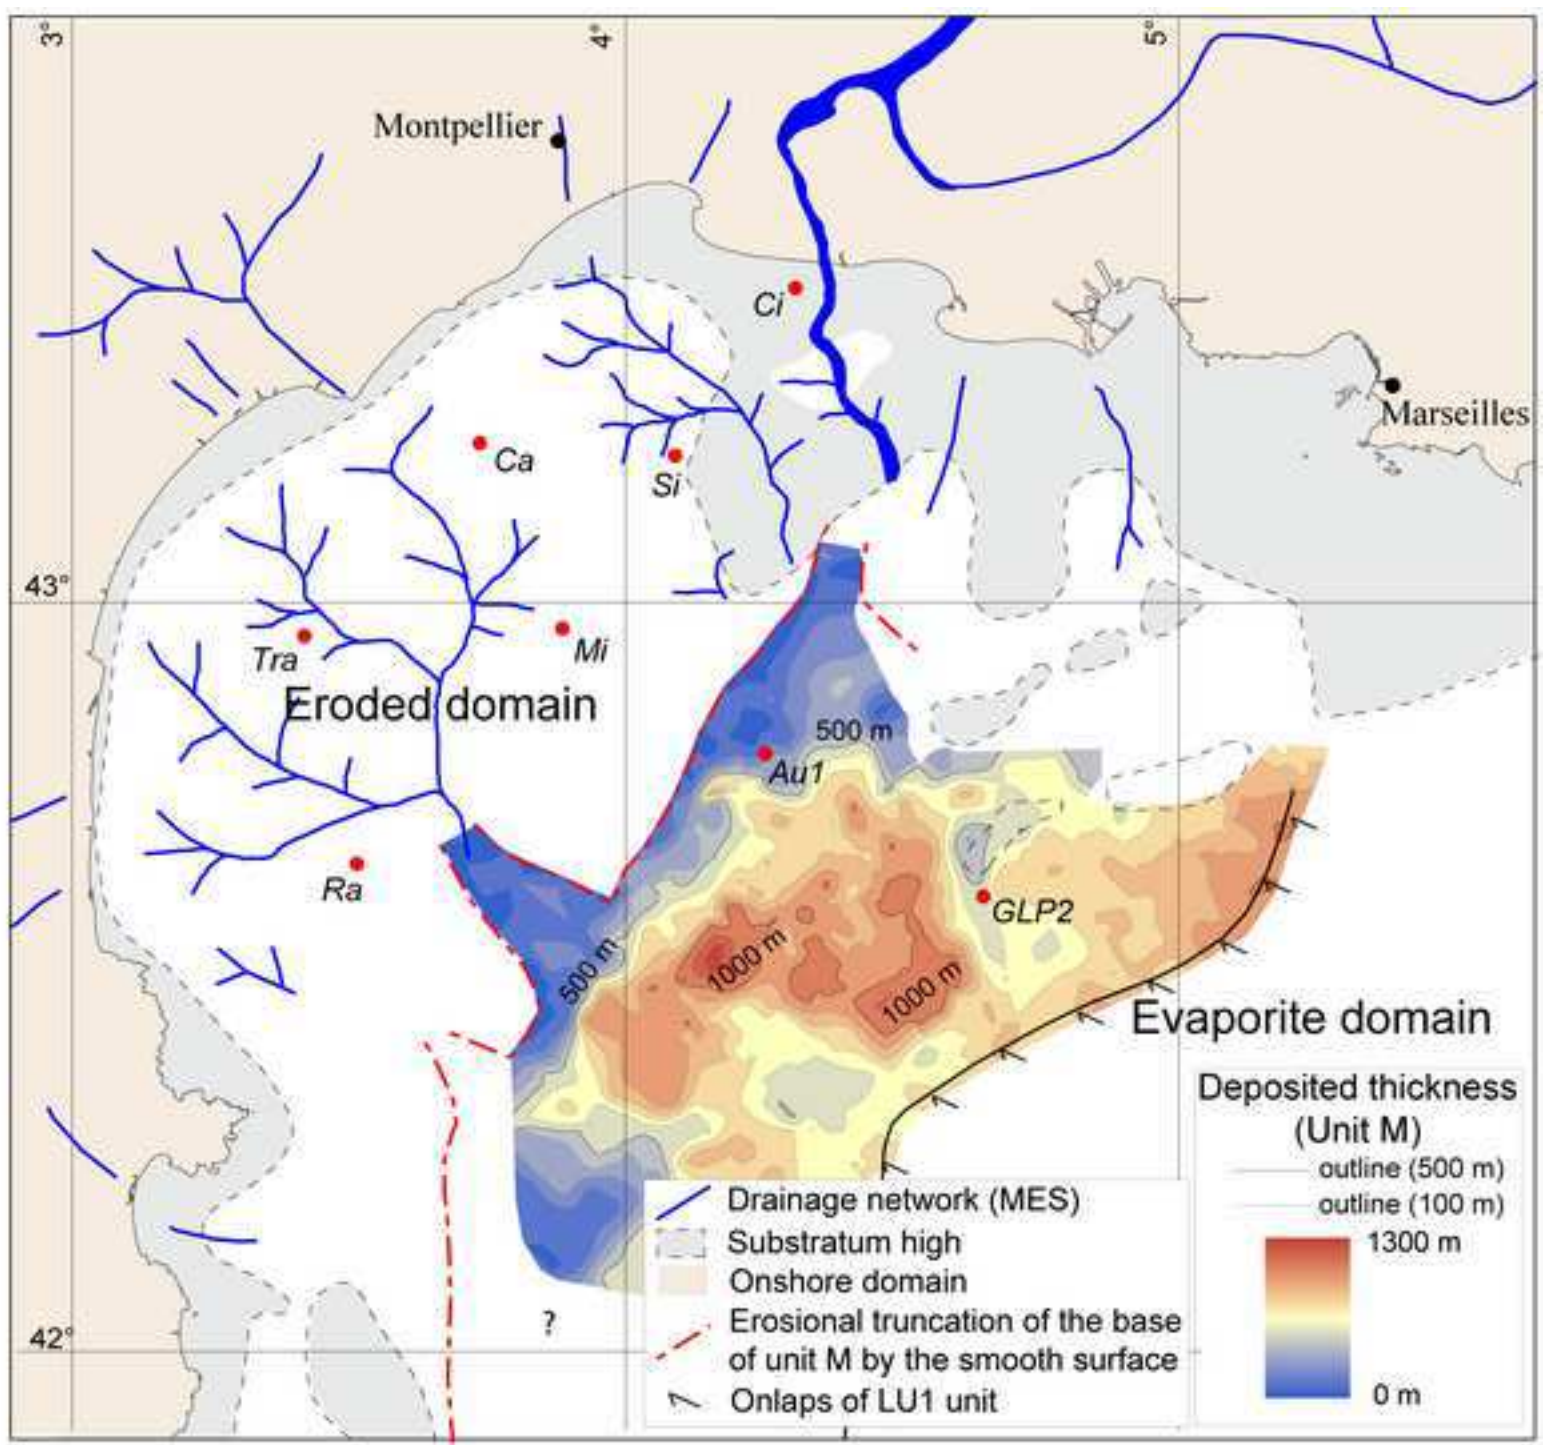 3°
4°
5°
Montpellier
Ci
Marseilles
Ca
Si
43°
Tra
Mi
Eroded domain
500 m
Au1
Ra
GLP2
1000 m
500 m
1000 m
Evaporite domain
Deposited thickness
(Unit M)
outline (500 m)
outline (100 m)
1300 m
0 m
Drainage network (MES)
Substratum high
Onshore domain
Erosional truncation of the base
of unit M by the smooth surface
Onlaps of LU1 unit
?
42°